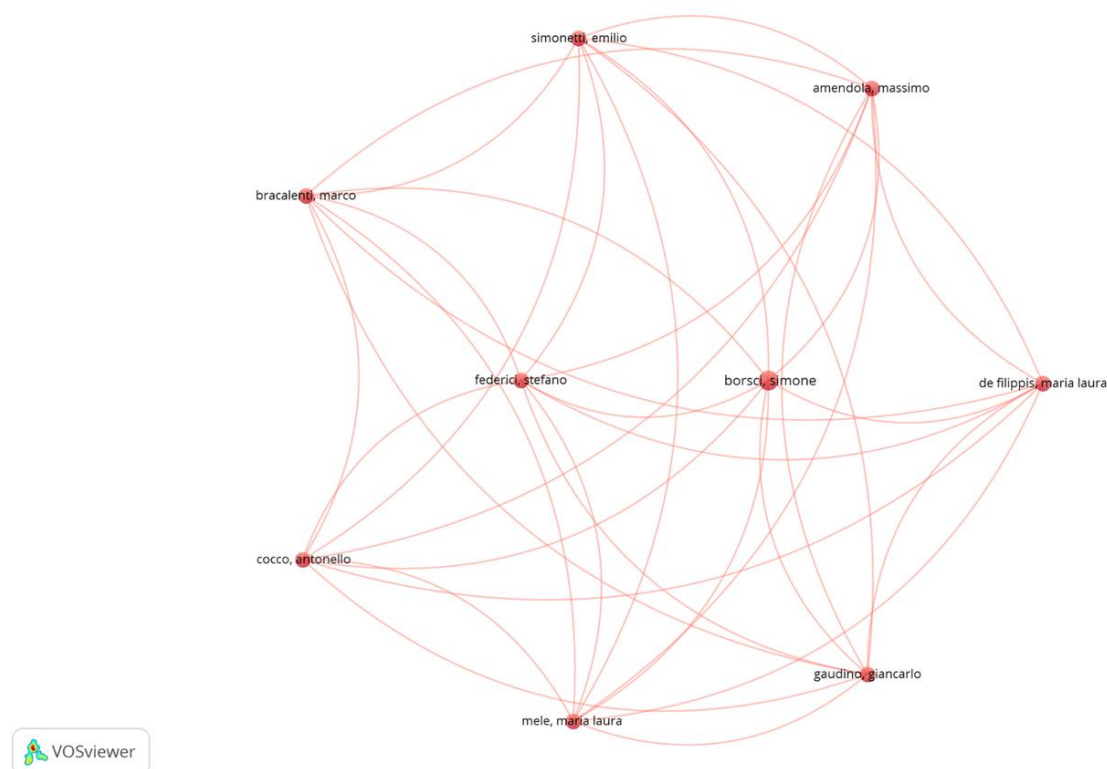 simonetti, emilio
amendola, massimo
bracalenti, marco
federici, stefano
borsci, simone
de filippis, maria laura
cocco, antonello
gaudino, giancarlo
mele, maria laura
VOSviewer